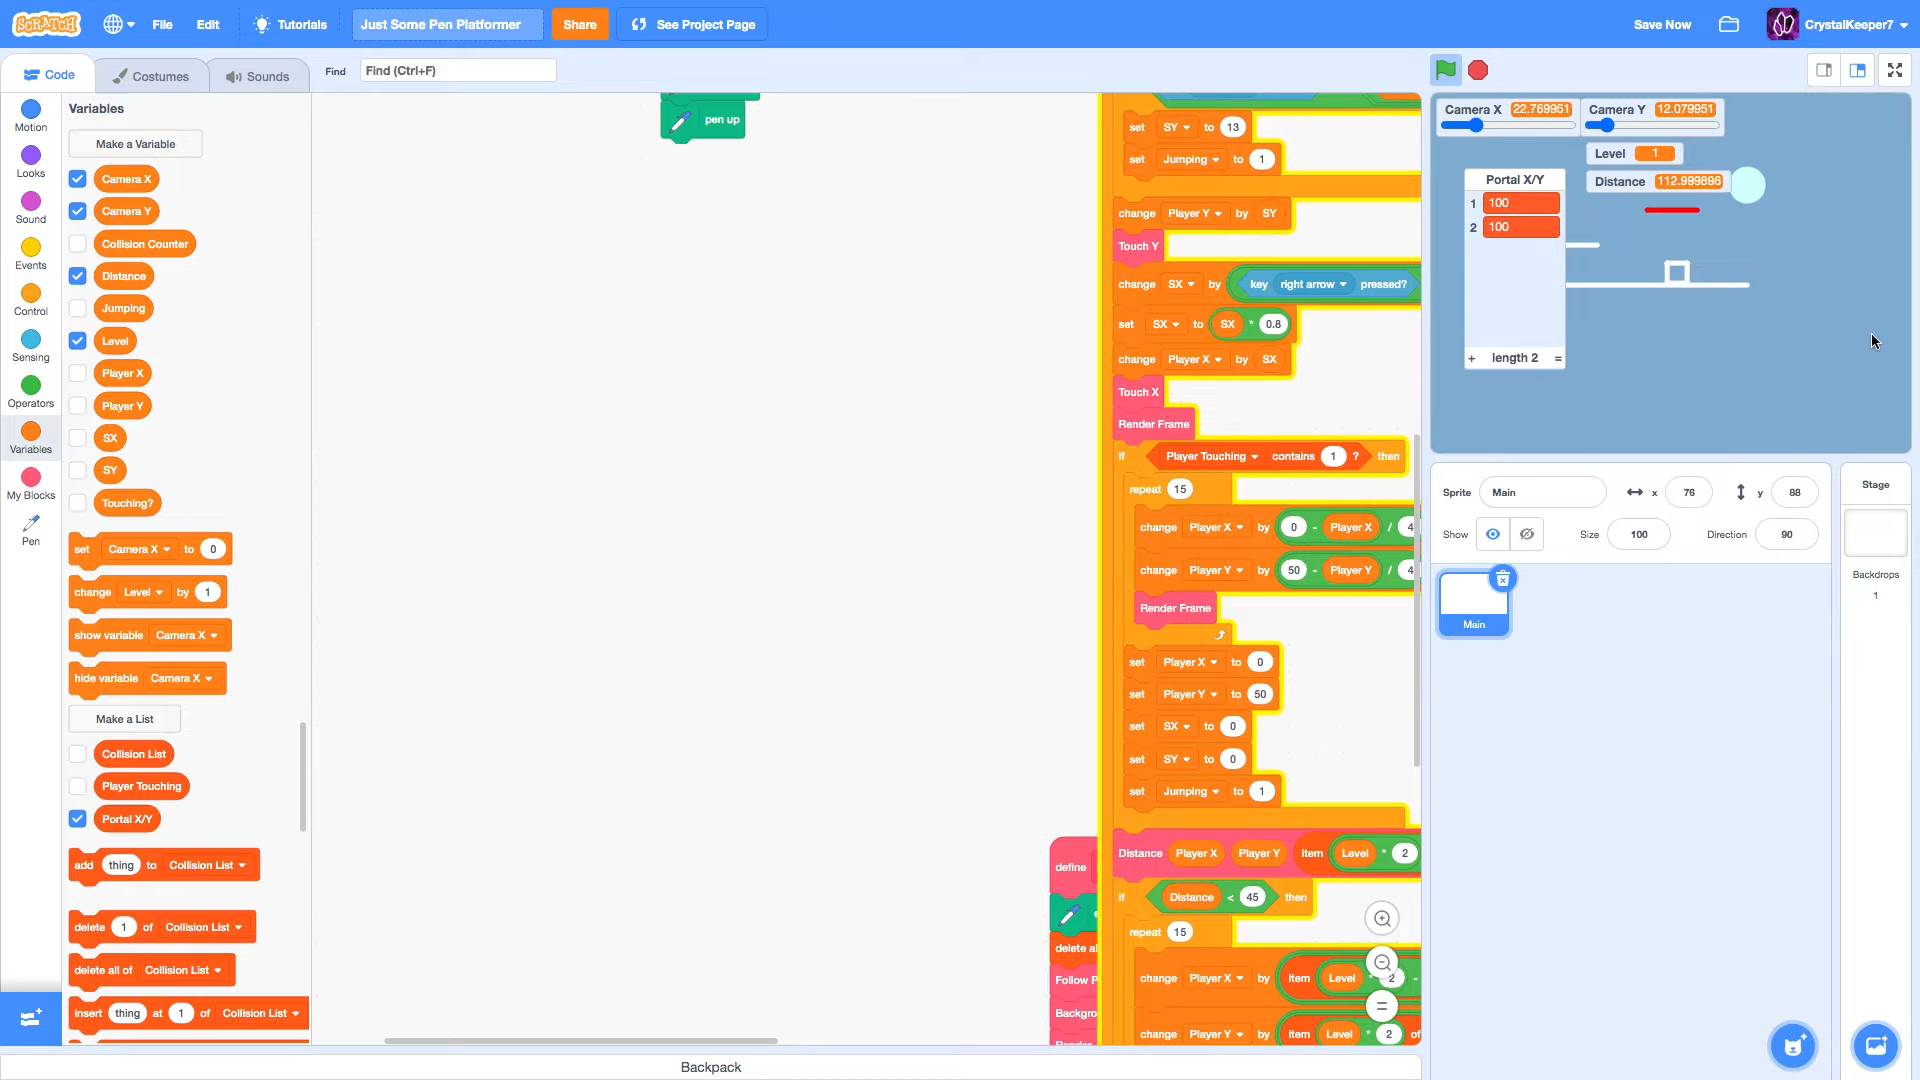 SCRATCH
File
Edit
Tutorials
Just Some Pen Platformer
Share
See Project Page
Save Now
CrystalKeeper7
Code
Costumes
Sounds
Find
Find (Ctrl+F)
Motion
Looks
Sound
Events
Control
Sensing
Operators
Variables
My Blocks
Pen
Variables
Make a Variable
Camera X
Camera Y
Collision Counter
Distance
Jumping
Level
Player X
Player Y
SX
SY
Touching?
set Camera X to 0
change Level by 1
show variable Camera X
hide variable Camera X
Make a List
Collision List
Player Touching
Portal X/Y
add thing to Collision List
delete 1 of Collision List
delete all of Collision List
insert thing at 1 of Collision List
pen up
define
delete al
Follow P
Backgro
set SY to 13
set Jumping to 1
change Player Y by SY
Touch Y
change SX by key right arrow pressed?
set SX to SX * 0.8
change Player X by SX
Touch X
Render Frame
if Player Touching contains 1 ? then
repeat 15
change Player X by 0 - Player X / 4
change Player Y by 50 - Player Y / 4
Render Frame
set Player X to 0
set Player Y to 50
set SX to 0
set SY to 0
set Jumping to 1
Distance Player X Player Y item Level * 2
if Distance < 45 then
repeat 15
change Player X by item Level 2 -
change Player Y by item Level * 2 of
Backpack
Camera X 22.769951
Camera Y 12.079951
Level 1
Distance 112.999896
Portal X/Y
1 100
2 100
+ length 2 =
Sprite Main x 76 y 88
Show Size 100 Direction 90
Main
Stage
Backdrops
1